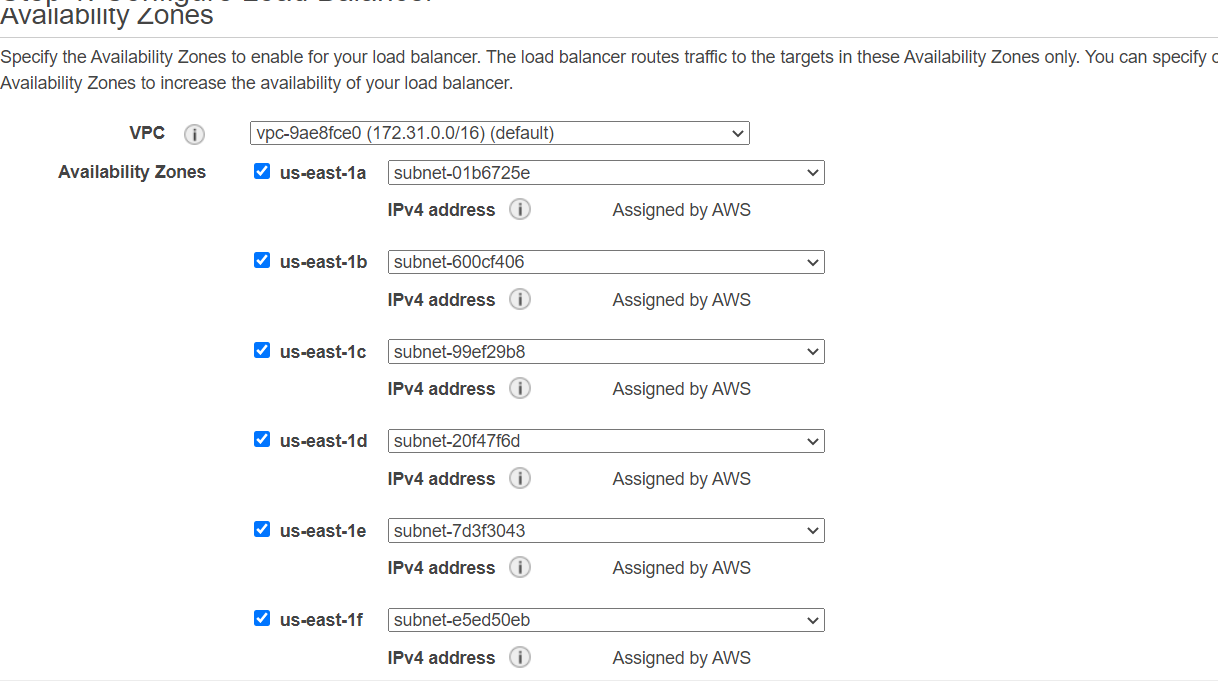 Step 1: Configure Load Balancer
Availability Zones
Specify the Availability Zones to enable for your load balancer. The load balancer routes traffic to the targets in these Availability Zones only. You can specify
Availability Zones to increase the availability of your load balancer.
VPC i vpc-9ae8fce0 (172.31.0.0/16) (default)
Availability Zones us-east-1a subnet-01b6725e
IPv4 address i Assigned by AWS
us-east-1b subnet-600cf406
IPv4 address i Assigned by AWS
us-east-1c subnet-99ef29b8
IPv4 address i Assigned by AWS
us-east-1d subnet-20f47f6d
IPv4 address i Assigned by AWS
us-east-1e subnet-7d3f3043
IPv4 address i Assigned by AWS
us-east-1f subnet-e5ed50eb
IPv4 address i Assigned by AWS